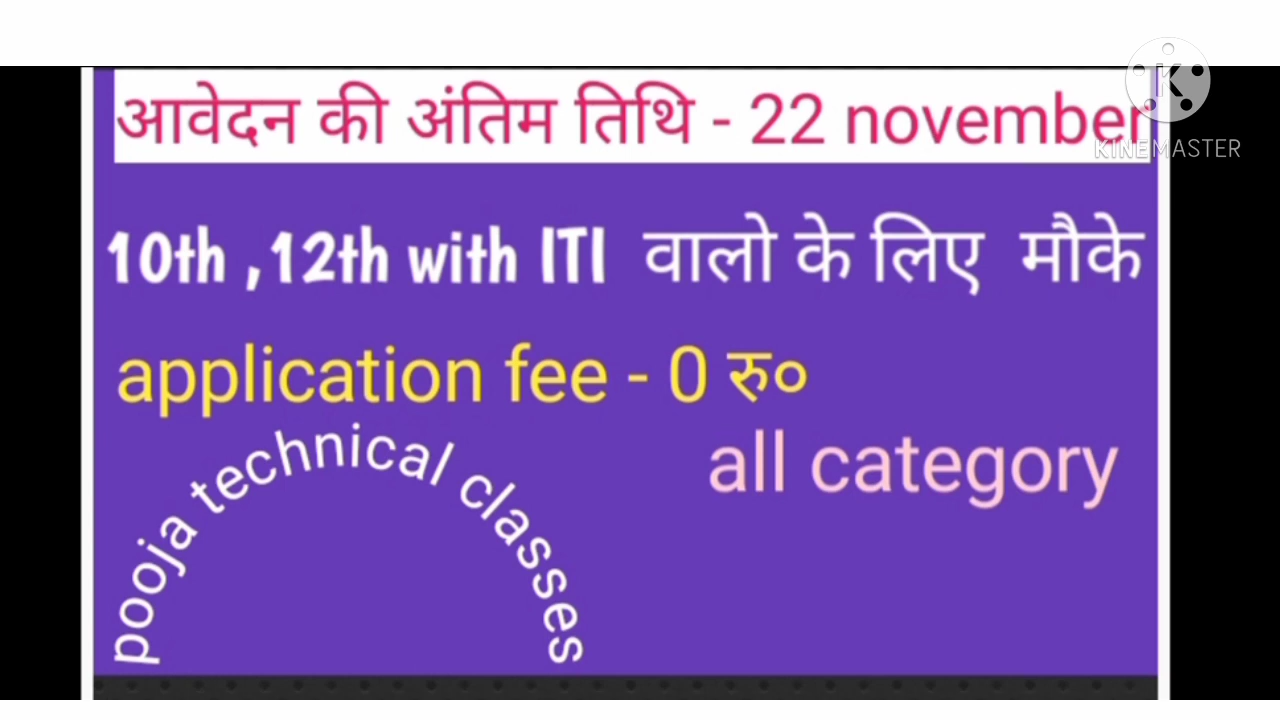 आवेदन की अंतिम तिथि - 22 november
KINEMASTER
10th ,12th with ITI वालो के लिए मौके
application fee - 0 रु०
all category
pooja technical classes